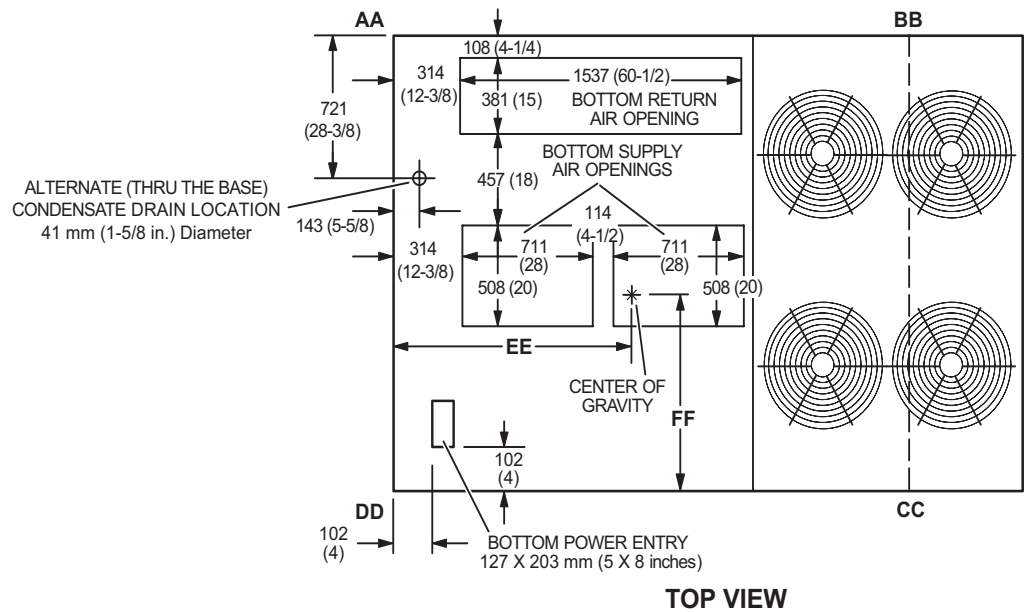 AA
BB
108 (4-1/4)
314
(12-3/8)
1537 (60-1/2)
381 (15)
BOTTOM RETURN
AIR OPENING
721
(28-3/8)
BOTTOM SUPPLY
AIR OPENINGS
457 (18)
ALTERNATE (THRU THE BASE)
CONDENSATE DRAIN LOCATION
41 mm (1-5/8 in.) Diameter
143 (5-5/8)
314
(12-3/8)
114
(4-1/2)
711
(28)
711
(28)
508 (20)
508 (20)
EE
CENTER OF
GRAVITY
FF
102
(4)
DD
CC
102
(4)
BOTTOM POWER ENTRY
127 X 203 mm (5 X 8 inches)
TOP VIEW